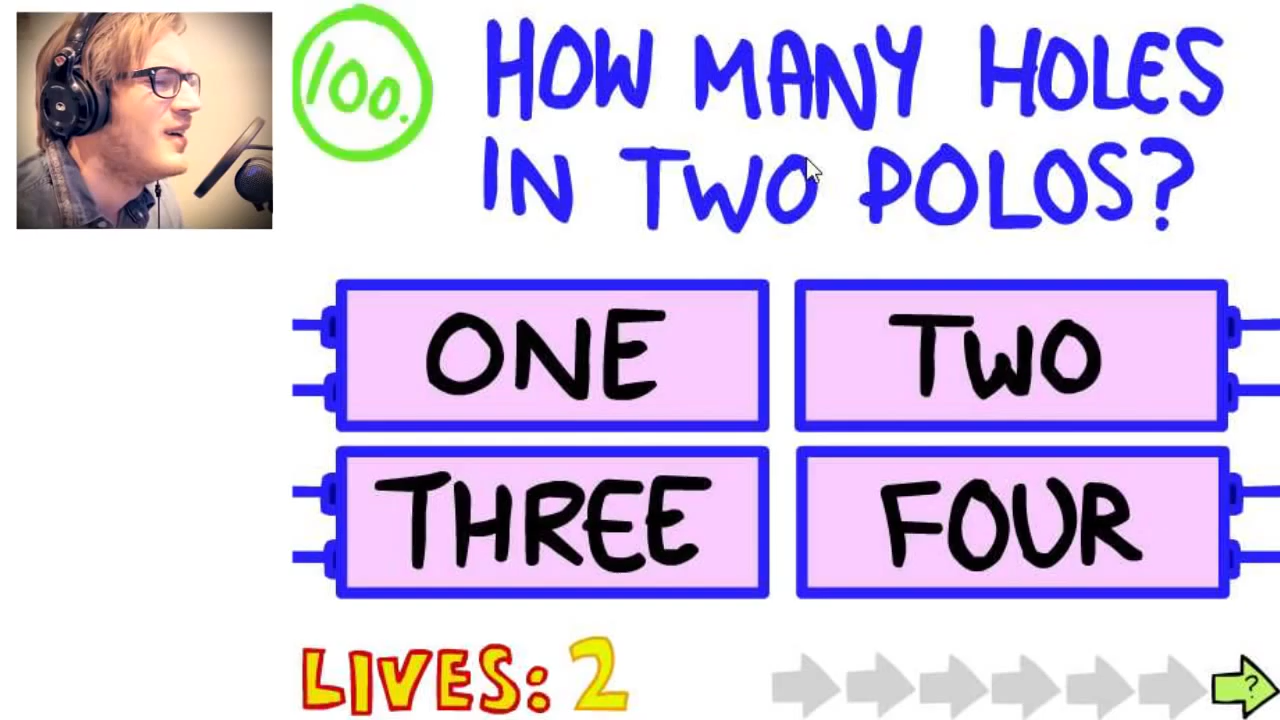 100.
HOW MANY HOLES
IN TWO POLOS?
ONE
TWO
THREE
FOUR
LIVES: 2
?